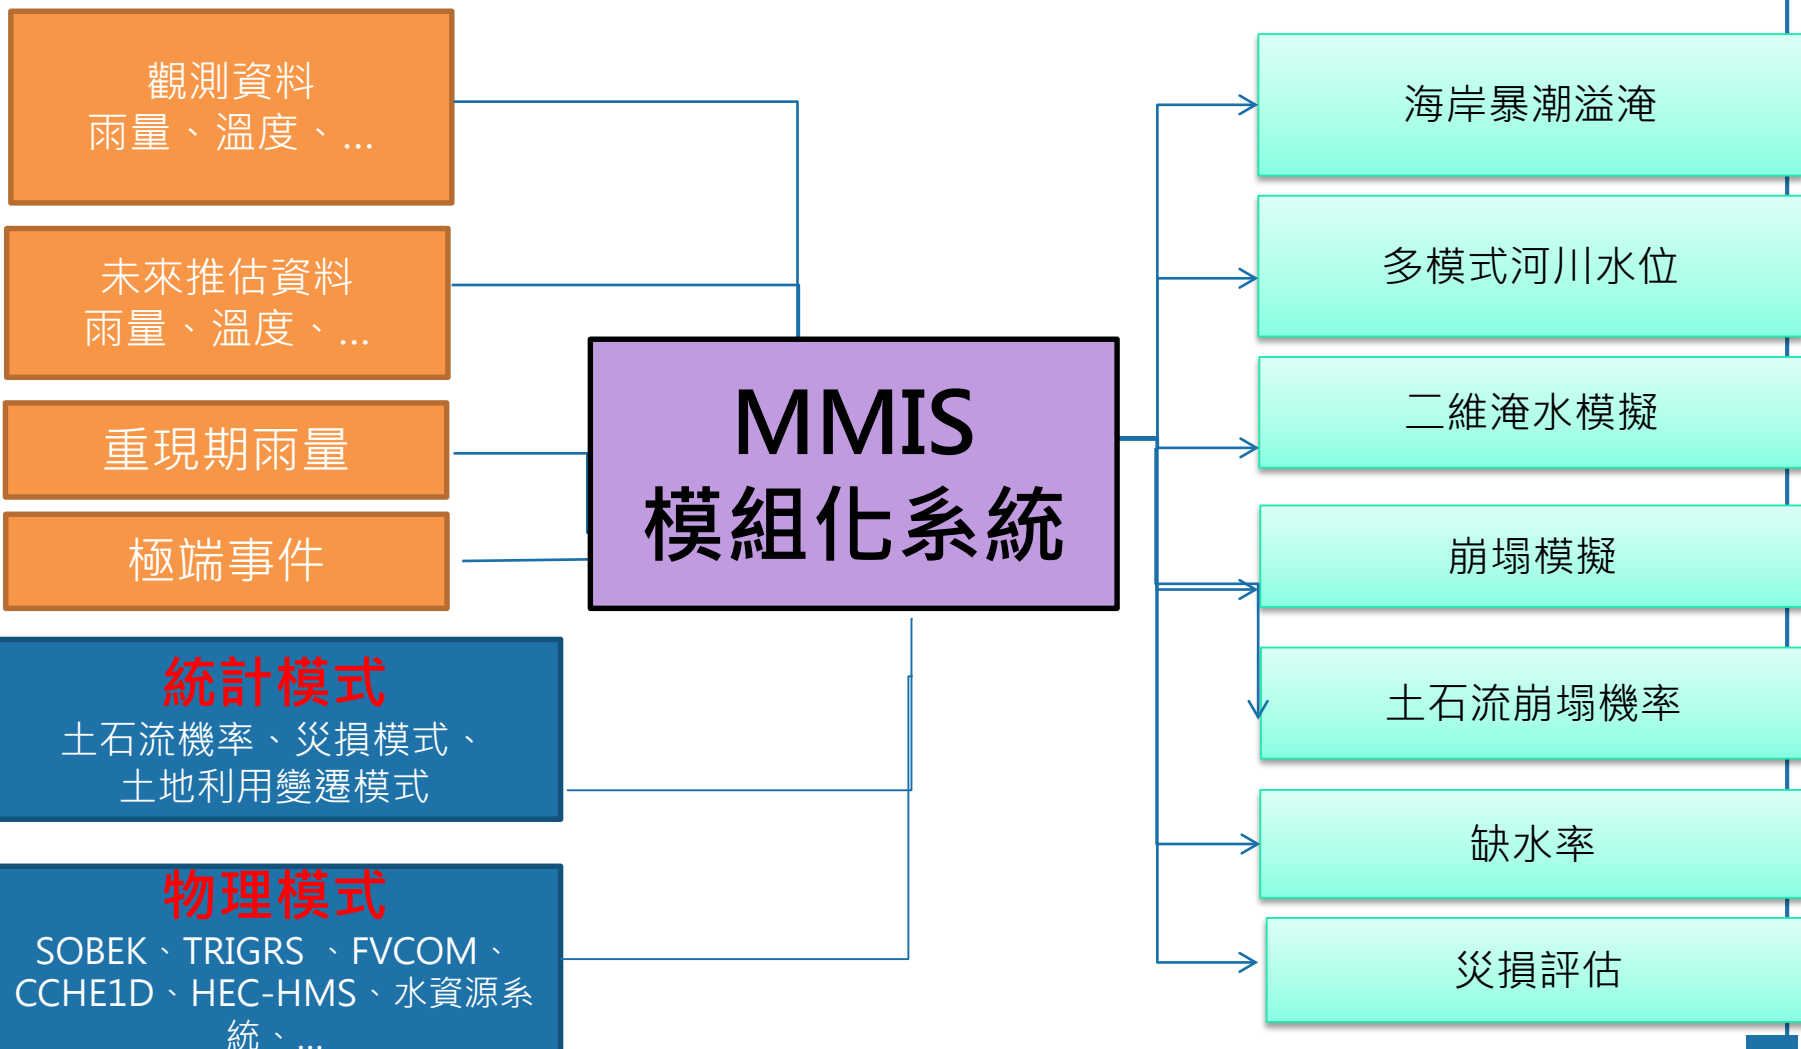 觀測資料
雨量、溫度、...
未來推估資料
雨量、溫度、...
重現期雨量
極端事件
統計模式
土石流機率、災損模式、
土地利用變遷模式
物理模式
SOBEK、TRIGRS 、FVCOM、
CCHE1D、HEC-HMS、水資源系
統、...
MMIS
模組化系統
海岸暴潮溢淹
多模式河川水位
二維淹水模擬
崩塌模擬
土石流崩塌機率
缺水率
災損評估